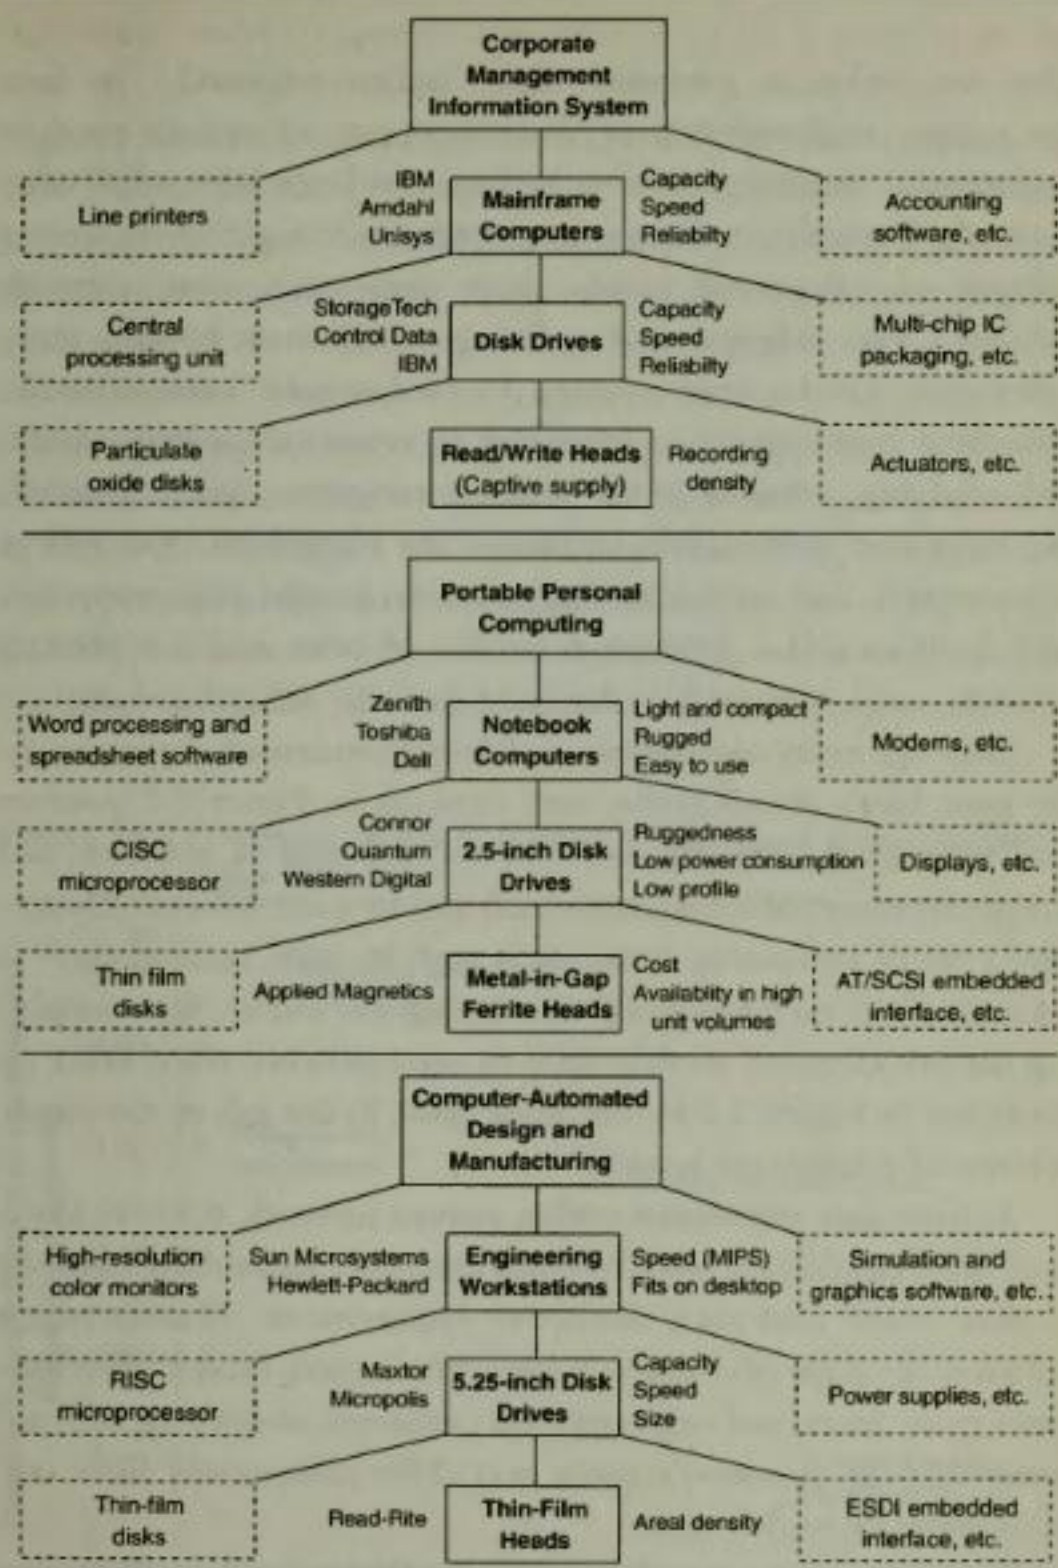 Corporate
Management
Information System
Line printers
IBM
Amdahl
Unisys
Mainframe
Computers
Capacity
Speed
Reliabilty
Accounting
software, etc.
Central
processing unit
StorageTech
Control Data
IBM
Disk Drives
Capacity
Speed
Reliabilty
Multi-chip IC
packaging, etc.
Particulate
oxide disks
Read/Write Heads
(Captive supply)
Recording
density
Actuators, etc.
Portable Personal
Computing
Word processing and
spreadsheet software
Zenith
Toshiba
Dell
Notebook
Computers
Light and compact
Rugged
Easy to use
Modems, etc.
CISC
microprocessor
Connor
Quantum
Western Digital
2.5-inch Disk
Drives
Ruggedness
Low power consumption
Low profile
Displays, etc.
Thin film
disks
Applied Magnetics
Metal-in-Gap
Ferrite Heads
Cost
Availablity in high
unit volumes
AT/SCSI embedded
interface, etc.
Computer-Automated
Design and
Manufacturing
High-resolution
color monitors
Sun Microsystems
Hewlett-Packard
Engineering
Workstations
Speed (MIPS)
Fits on desktop
Simulation and
graphics software, etc.
RISC
microprocessor
Maxtor
Micropolis
5.25-inch Disk
Drives
Capacity
Speed
Size
Power supplies, etc.
Thin-film
disks
Read-Rite
Thin-Film
Heads
Areal density
ESDI embedded
interface, etc.